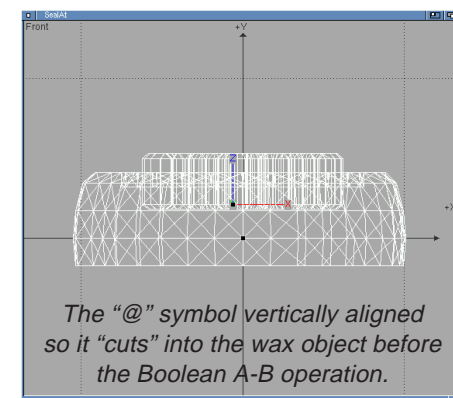 SealAt
Front
+Y
Z
X
+X
The “@” symbol vertically aligned
so it “cuts” into the wax object before
the Boolean A-B operation.